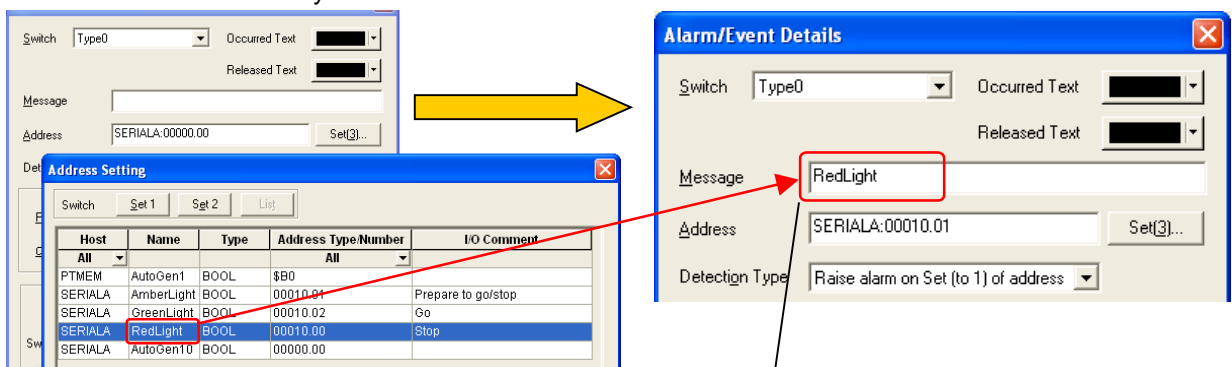 Switch Type0 Occurred Text
Released Text
Message
Address SERIALA:00000.00 Set(3)...
Det
Address Setting
Switch Set 1 Set 2 List
Host Name Type Address Type/Number I/O Comment
All All
PTMEM AutoGen1 BOOL $B0
SERIALA AmberLight BOOL 00010.01 Prepare to go/stop
SERIALA GreenLight BOOL 00010.02 Go
SERIALA RedLight BOOL 00010.00 Stop
SERIALA AutoGen10 BOOL 00000.00
Sw
Alarm/Event Details
Switch Type0 Occurred Text
Released Text
Message RedLight
Address SERIALA:00010.01 Set(3)...
Detection Type Raise alarm on Set (to 1) of address